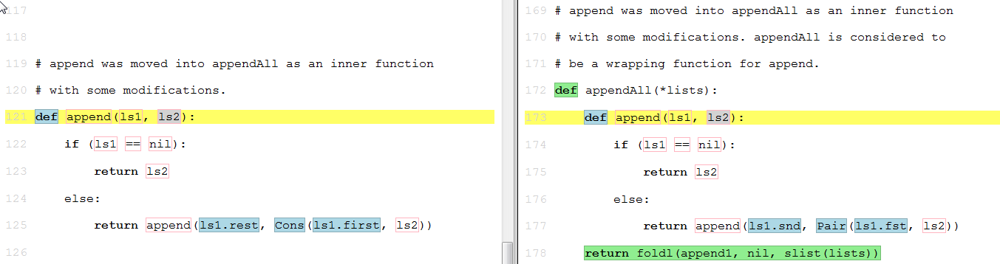 117
118
119 # append was moved into appendAll as an inner function
120 # with some modifications.
121 def append(ls1, ls2):
122     if (ls1 == nil):
123         return ls2
124     else:
125         return append(ls1.rest, Cons(ls1.first, ls2))
126
169 # append was moved into appendAll as an inner function
170 # with some modifications. appendAll is considered to
171 # be a wrapping function for append.
172 def appendAll(*lists):
173     def append(ls1, ls2):
174         if (ls1 == nil):
175             return ls2
176         else:
177             return append(ls1.snd, Pair(ls1.fst, ls2))
178     return foldl(append1, nil, slist(lists))